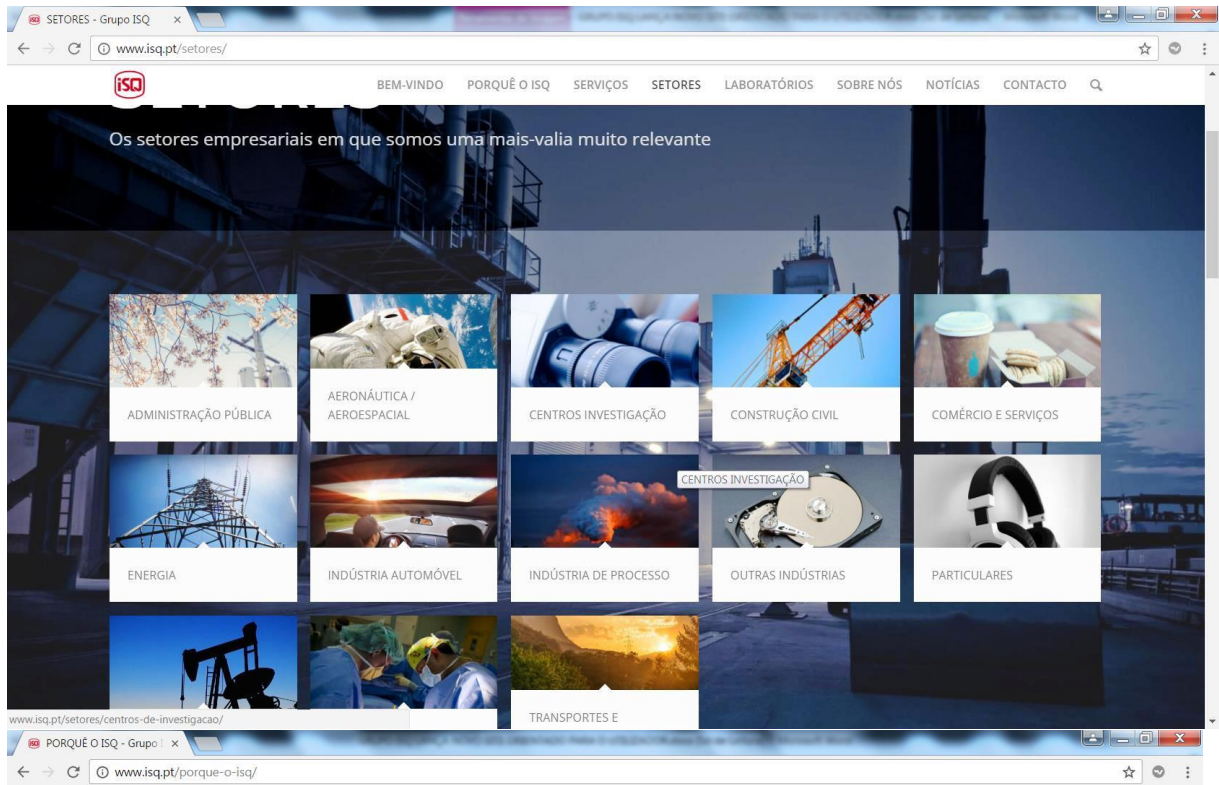 SETORES - Grupo ISQ
www.isq.pt/setores/
isq
BEM-VINDO PORQUÊ O ISQ SERVIÇOS SETORES LABORATÓRIOS SOBRE NÓS NOTÍCIAS CONTACTO
SETORES
Os setores empresariais em que somos uma mais-valia muito relevante
ADMINISTRAÇÃO PÚBLICA
AERONÁUTICA /
AEROESPACIAL
CENTROS INVESTIGAÇÃO
CONSTRUÇÃO CIVIL
COMÉRCIO E SERVIÇOS
CENTROS INVESTIGAÇÃO
ENERGIA
INDÚSTRIA AUTOMÓVEL
INDÚSTRIA DE PROCESSO
OUTRAS INDÚSTRIAS
PARTICULARES
TRANSPORTES E
www.isq.pt/setores/centros-de-investigacao/
PORQUÊ O ISQ - Grupo
www.isq.pt/porque-o-isq/